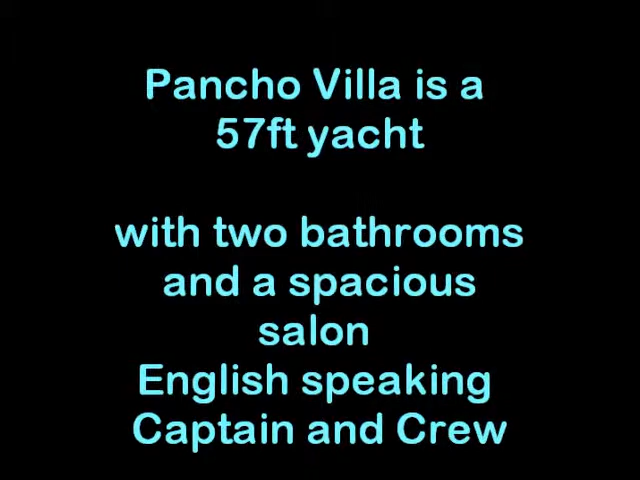 Pancho Villa is a
57ft yacht
with two bathrooms
and a spacious
salon
English speaking
Captain and Crew